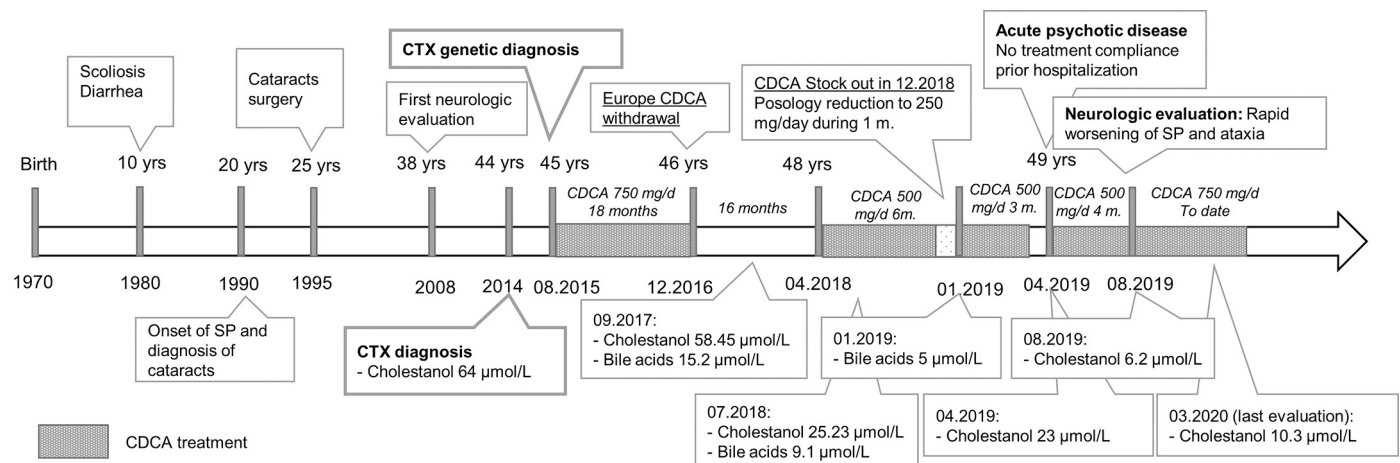 Scoliosis
Diarrhea
Cataracts
surgery
CTX genetic diagnosis
First neurologic
evaluation
Europe CDCA
withdrawal
CDCA Stock out in 12.2018
Posology reduction to 250
mg/day during 1 m.
Acute psychotic disease
No treatment compliance
prior hospitalization
Neurologic evaluation: Rapid
worsening of SP and ataxia
Birth
10 yrs
20 yrs
25 yrs
38 yrs
44 yrs
45 yrs
46 yrs
48 yrs
49 yrs
CDCA 750 mg/d
18 months
16 months
CDCA 500
mg/d 6m.
CDCA 500
mg/d 3 m.
CDCA 500
mg/d 4 m.
CDCA 750 mg/d
To date
1970
1980
1990
1995
2008
2014
08.2015
12.2016
04.2018
01.2019
04.2019
08.2019
Onset of SP and
diagnosis of
cataracts
CTX diagnosis
- Cholestanol 64 µmol/L
09.2017:
- Cholestanol 58.45 µmol/L
- Bile acids 15.2 µmol/L
01.2019:
- Bile acids 5 µmol/L
08.2019:
- Cholestanol 6.2 µmol/L
07.2018:
- Cholestanol 25.23 µmol/L
- Bile acids 9.1 µmol/L
04.2019:
- Cholestanol 23 µmol/L
03.2020 (last evaluation):
- Cholestanol 10.3 µmol/L
CDCA treatment